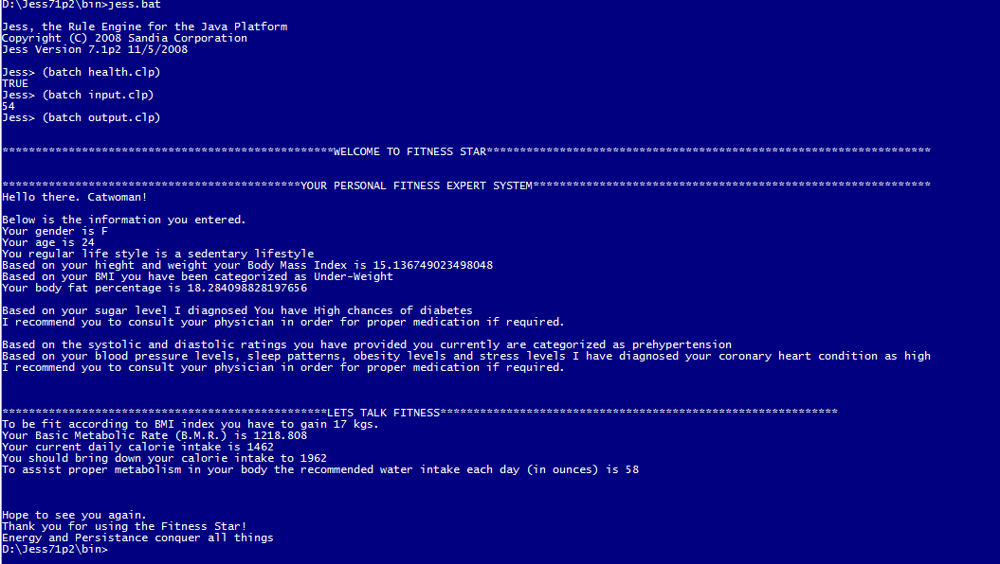 D:\Jess71p2\bin>jess.bat
Jess, the Rule Engine for the Java Platform
Copyright (C) 2008 Sandia Corporation
Jess Version 7.1p2 11/5/2008
Jess> (batch health.clp)
TRUE
Jess> (batch input.clp)
54
Jess> (batch output.clp)
**************************************************WELCOME TO FITNESS STAR*******************************************************************
*********************************************YOUR PERSONAL FITNESS EXPERT SYSTEM************************************************************
Hello there. Catwoman!
Below is the information you entered.
Your gender is F
Your age is 24
You regular life style is a sedentary lifestyle
Based on your hieght and weight your Body Mass Index is 15.136749023498048
Based on your BMI you have been categorized as Under-Weight
Your body fat percentage is 18.284098828197656
Based on your sugar level I diagnosed You have High chances of diabetes
I recommend you to consult your physician in order for proper medication if required.
Based on the systolic and diastolic ratings you have provided you currently are categorized as prehypertension
Based on your blood pressure levels, sleep patterns, obesity levels and stress levels I have diagnosed your coronary heart condition as high
I recommend you to consult your physician in order for proper medication if required.
*************************************************LETS TALK FITNESS************************************************************
To be fit according to BMI index you have to gain 17 kgs.
Your Basic Metabolic Rate (B.M.R.) is 1218.808
Your current daily calorie intake is 1462
You should bring down your calorie intake to 1962
To assist proper metabolism in your body the recommended water intake each day (in ounces) is 58
Hope to see you again.
Thank you for using the Fitness Star!
Energy and Persistance conquer all things
D:\Jess71p2\bin>